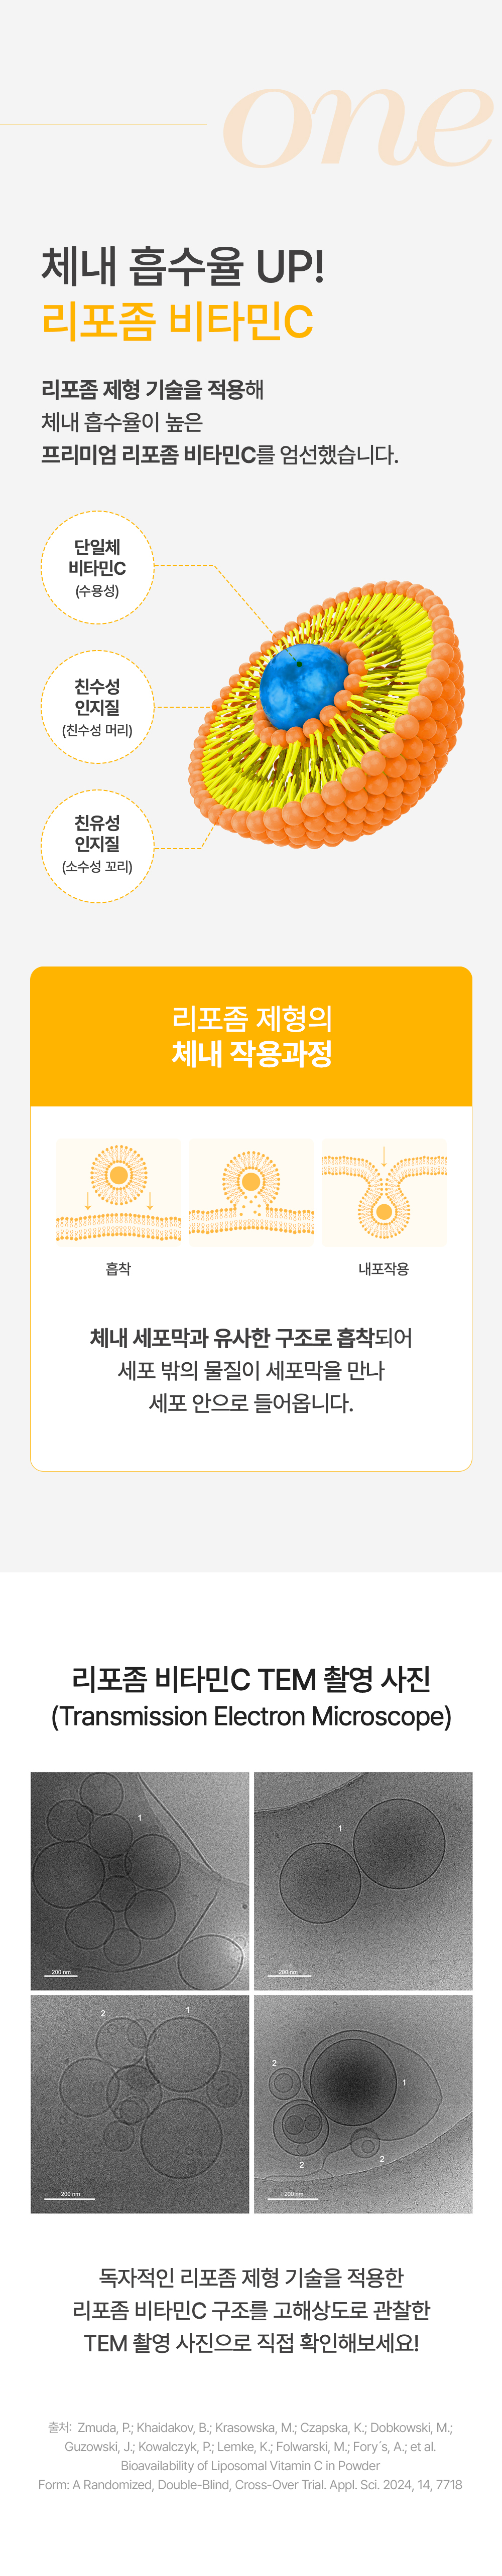 one
체내 흡수율 UP!
리포좀 비타민C
리포좀 제형 기술을 적용해
체내 흡수율이 높은
프리미엄 리포좀 비타민C를 엄선했습니다.
단일체
비타민C
(수용성)
친수성
인지질
(친수성 머리)
친유성
인지질
(소수성 꼬리)
리포좀 제형의
체내 작용과정
흡착
내포작용
체내 세포막과 유사한 구조로 흡착되어
세포 밖의 물질이 세포막을 만나
세포 안으로 들어옵니다.
리포좀 비타민C TEM 촬영 사진
(Transmission Electron Microscope)
1
200 nm
1
200 nm
2
1
200 nm
2
1
2
2
200 nm
독자적인 리포좀 제형 기술을 적용한
리포좀 비타민C 구조를 고해상도로 관찰한
TEM 촬영 사진으로 직접 확인해보세요!
출처: Zmuda, P.; Khaidakov, B.; Krasowska, M.; Czapska, K.; Dobkowski, M.;
Guzowski, J.; Kowalczyk, P.; Lemke, K.; Folwarski, M.; Fory´s, A.; et al.
Bioavailability of Liposomal Vitamin C in Powder
Form: A Randomized, Double-Blind, Cross-Over Trial. Appl. Sci. 2024, 14, 7718